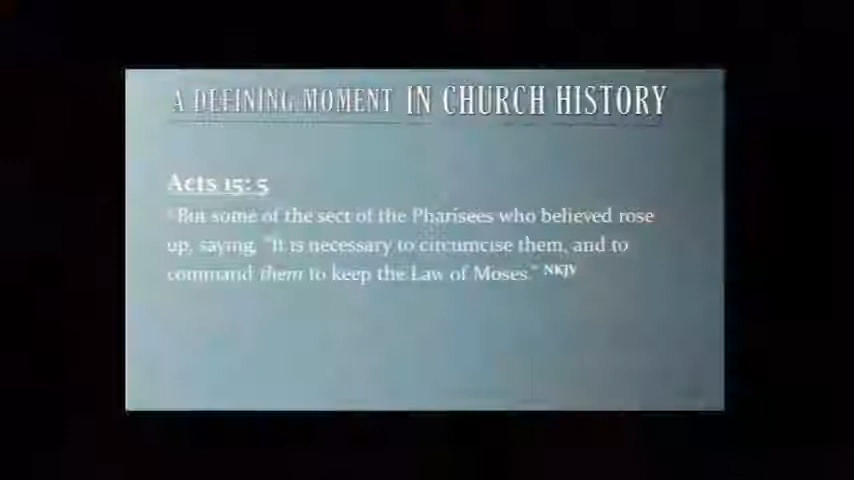 A DEFINING MOMENT IN CHURCH HISTORY
Acts 15: 5
"But some of the sect of the Pharisees who believed rose
up, saying, "It is necessary to circumcise them, and to
command them to keep the Law of Moses." NKJV